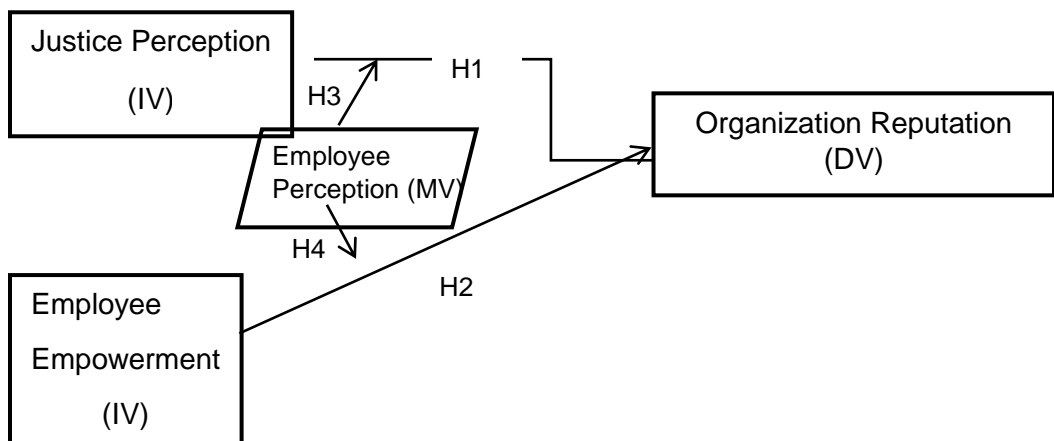 Justice Perception
(IV)
H1
H3
Organization Reputation
(DV)
Employee
Perception (MV)
H4
H2
Employee
Empowerment
(IV)